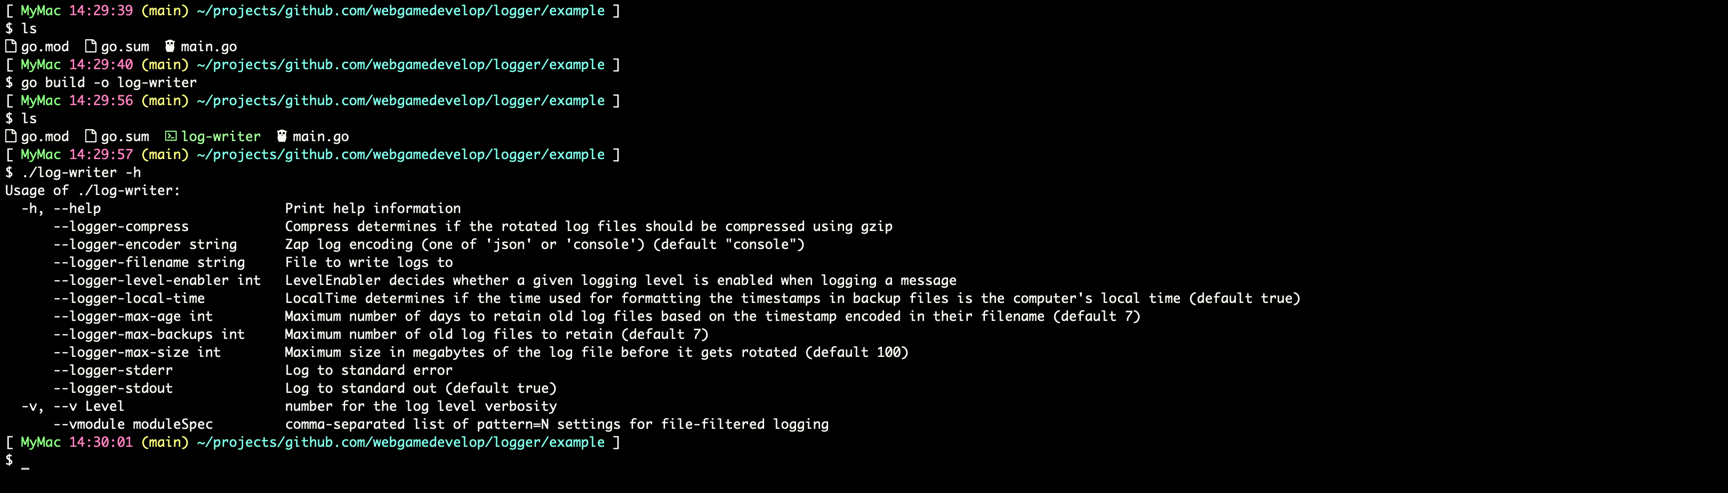 [ MyMac 14:29:39 (main) ~/projects/github.com/webgamedevelop/logger/example ]
$ ls
go.mod  go.sum  main.go
[ MyMac 14:29:40 (main) ~/projects/github.com/webgamedevelop/logger/example ]
$ go build -o log-writer
[ MyMac 14:29:56 (main) ~/projects/github.com/webgamedevelop/logger/example ]
$ ls
go.mod  go.sum  log-writer  main.go
[ MyMac 14:29:57 (main) ~/projects/github.com/webgamedevelop/logger/example ]
$ ./log-writer -h
Usage of ./log-writer:
  -h, --help                       Print help information
      --logger-compress            Compress determines if the rotated log files should be compressed using gzip
      --logger-encoder string      Zap log encoding (one of 'json' or 'console') (default "console")
      --logger-filename string     File to write logs to
      --logger-level-enabler int   LevelEnabler decides whether a given logging level is enabled when logging a message
      --logger-local-time          LocalTime determines if the time used for formatting the timestamps in backup files is the computer's local time (default true)
      --logger-max-age int         Maximum number of days to retain old log files based on the timestamp encoded in their filename (default 7)
      --logger-max-backups int     Maximum number of old log files to retain (default 7)
      --logger-max-size int        Maximum size in megabytes of the log file before it gets rotated (default 100)
      --logger-stderr              Log to standard error
      --logger-stdout              Log to standard out (default true)
  -v, --v Level                    number for the log level verbosity
      --vmodule moduleSpec         comma-separated list of pattern=N settings for file-filtered logging
[ MyMac 14:30:01 (main) ~/projects/github.com/webgamedevelop/logger/example ]
$ _